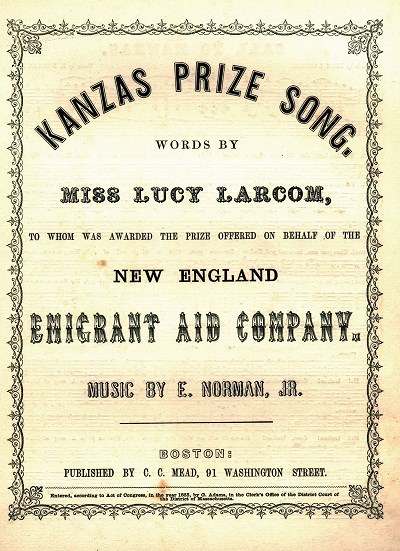 KANZAS PRIZE SONG.
WORDS BY
MISS LUCY LARCOM,
TO WHOM WAS AWARDED THE PRIZE OFFERED ON BEHALF OF THE
NEW ENGLAND
EMIGRANT AID COMPANY.
MUSIC BY E. NORMAN, JR.
BOSTON:
PUBLISHED BY C. C. MEAD, 91 WASHINGTON STREET.
Entered, according to Act of Congress, in the year 1855, by G. Adams, in the Clerk's Office of the District Court of
the District of Massachusetts.